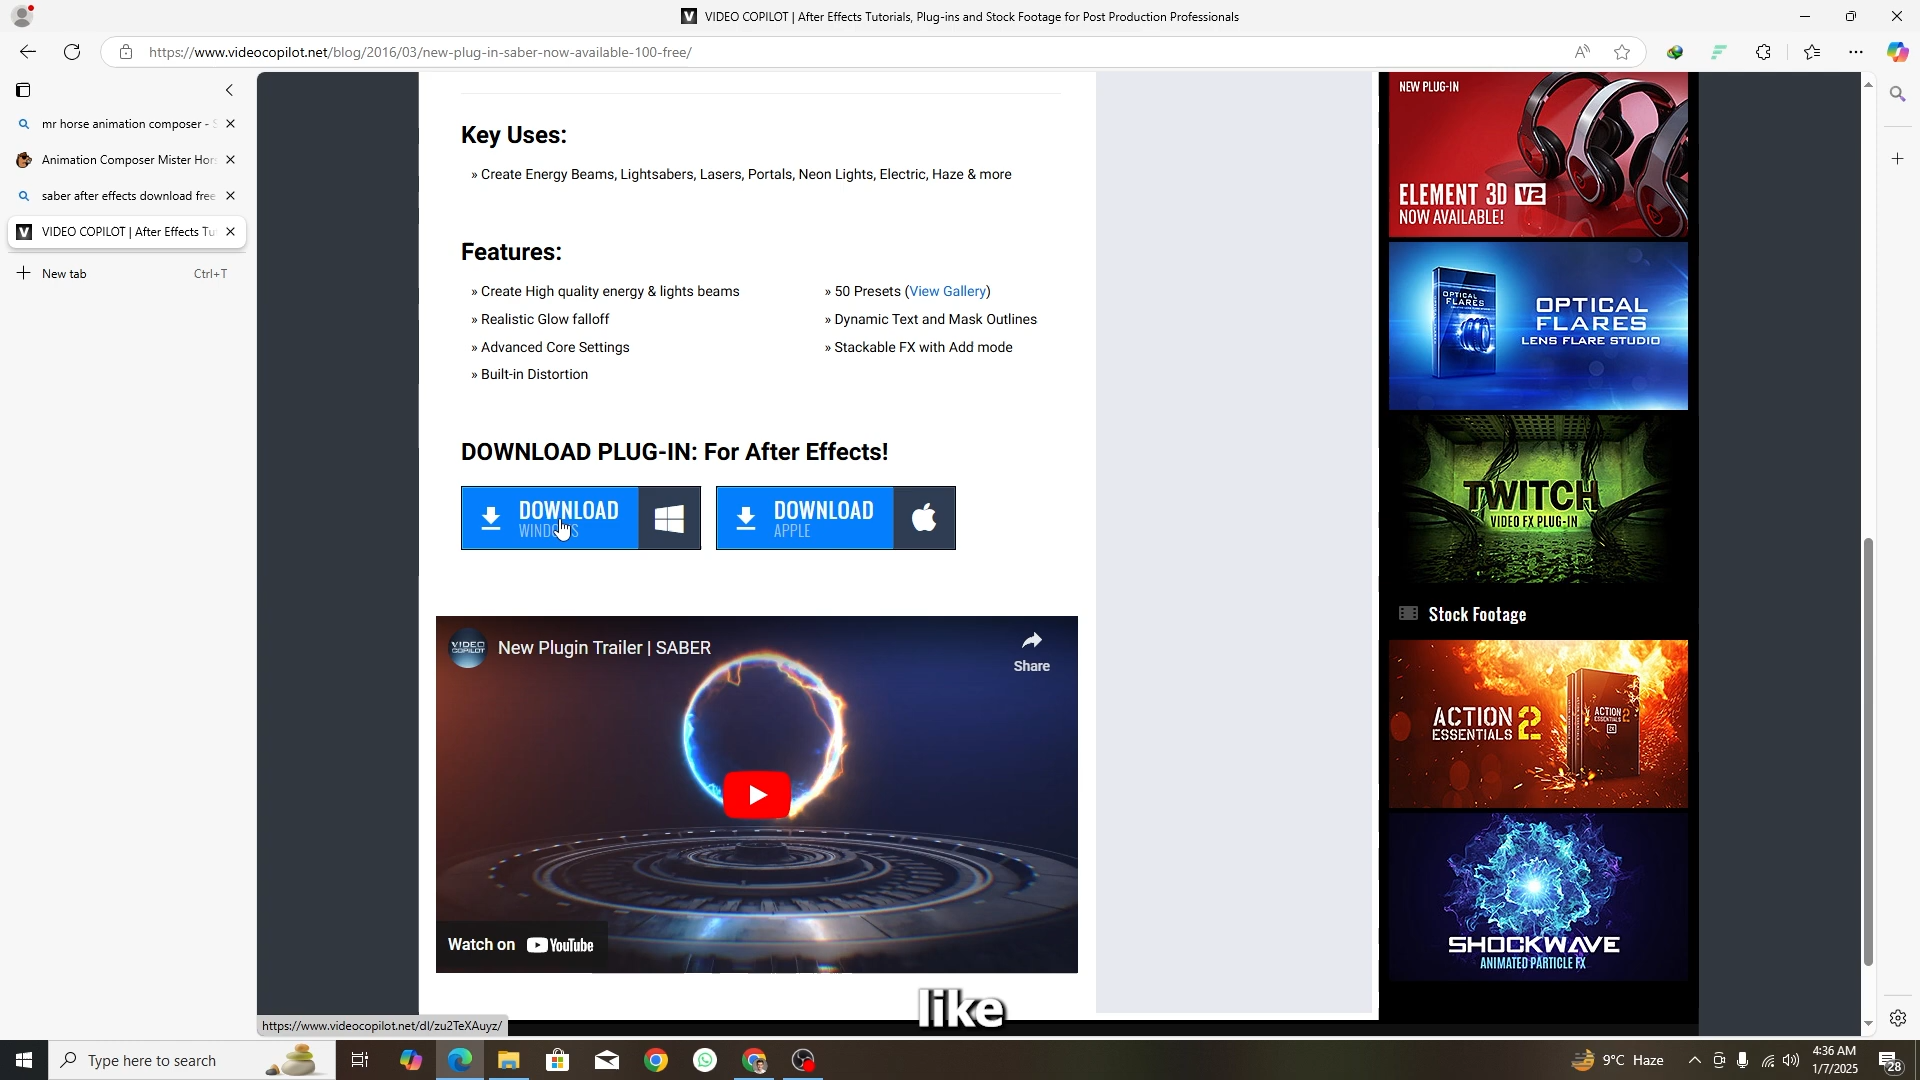 VIDEO COPILOT | After Effects Tutorials, Plug-ins and Stock Footage for Post Production Professionals
https://www.videocopilot.net/blog/2016/03/new-plug-in-saber-now-available-100-free/
mr horse animation composer -
Animation Composer Mister Hor
saber after effects download free
VIDEO COPILOT | After Effects Tu
New tab Ctrl+T
Key Uses:
» Create Energy Beams, Lightsabers, Lasers, Portals, Neon Lights, Electric, Haze & more
Features:
» Create High quality energy & lights beams
» Realistic Glow falloff
» Advanced Core Settings
» Built-in Distortion
» 50 Presets (View Gallery)
» Dynamic Text and Mask Outlines
» Stackable FX with Add mode
DOWNLOAD PLUG-IN: For After Effects!
DOWNLOAD
WINDOWS
DOWNLOAD
APPLE
VIDEO
COPILOT
New Plugin Trailer | SABER
Share
Watch on YouTube
NEW PLUG-IN
ELEMENT 3D V2
NOW AVAILABLE!
OPTICAL
FLARES
OPTICAL
FLARES
LENS FLARE STUDIO
TWITCH
VIDEO FX PLUG-IN
Stock Footage
ACTION 2
ESSENTIALS
ACTION 2
SHOCKWAVE
ANIMATED PARTICLE FX
like
https://www.videocopilot.net/dl/zu2TeXAuyz/
Type here to search
9°C Haze
4:36 AM
1/7/2025
28